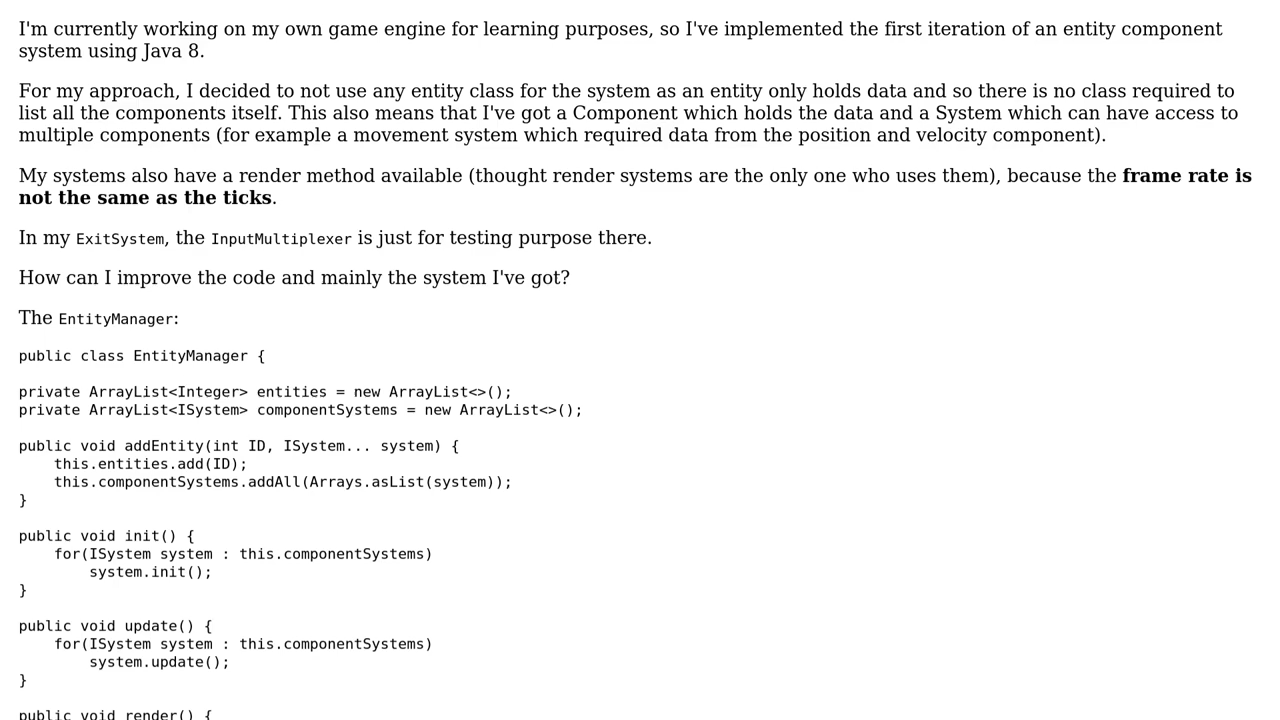 I'm currently working on my own game engine for learning purposes, so I've implemented the first iteration of an entity component
system using Java 8.
For my approach, I decided to not use any entity class for the system as an entity only holds data and so there is no class required to
list all the components itself. This also means that I've got a Component which holds the data and a System which can have access to
multiple components (for example a movement system which required data from the position and velocity component).
My systems also have a render method available (thought render systems are the only one who uses them), because the frame rate is
not the same as the ticks.
In my ExitSystem, the InputMultiplexer is just for testing purpose there.
How can I improve the code and mainly the system I've got?
The EntityManager:
public class EntityManager {
private ArrayList<Integer> entities = new ArrayList<>();
private ArrayList<ISystem> componentSystems = new ArrayList<>();
public void addEntity(int ID, ISystem... system) {
    this.entities.add(ID);
    this.componentSystems.addAll(Arrays.asList(system));
}
public void init() {
    for(ISystem system : this.componentSystems)
        system.init();
}
public void update() {
    for(ISystem system : this.componentSystems)
        system.update();
}
public void render() {